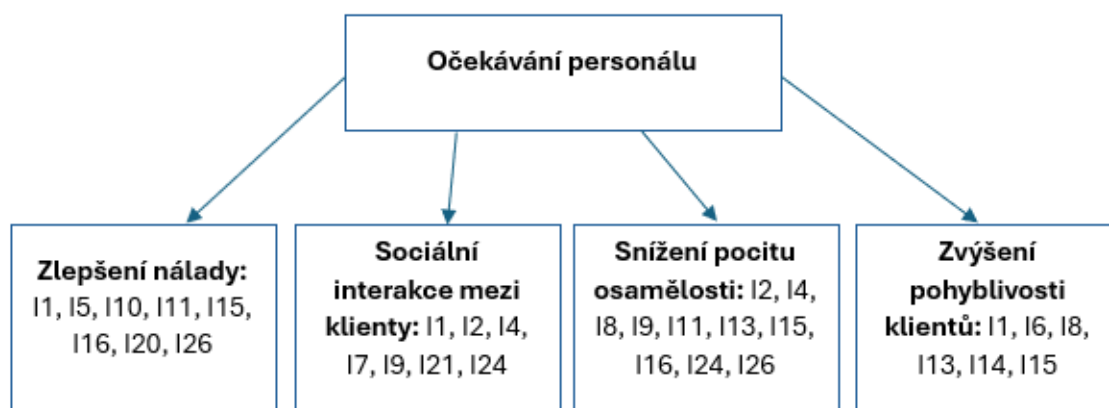 Očekávání personálu
Zlepšení nálady:
I1, I5, I10, I11, I15,
I16, I20, I26
Sociální
interakce mezi
klienty: I1, I2, I4,
I7, I9, I21, I24
Snížení pocitu
osamělosti: I2, I4,
I8, I9, I11, I13, I15,
I16, I24, I26
Zvýšení
pohyblivosti
klientů: I1, I6, I8,
I13, I14, I15